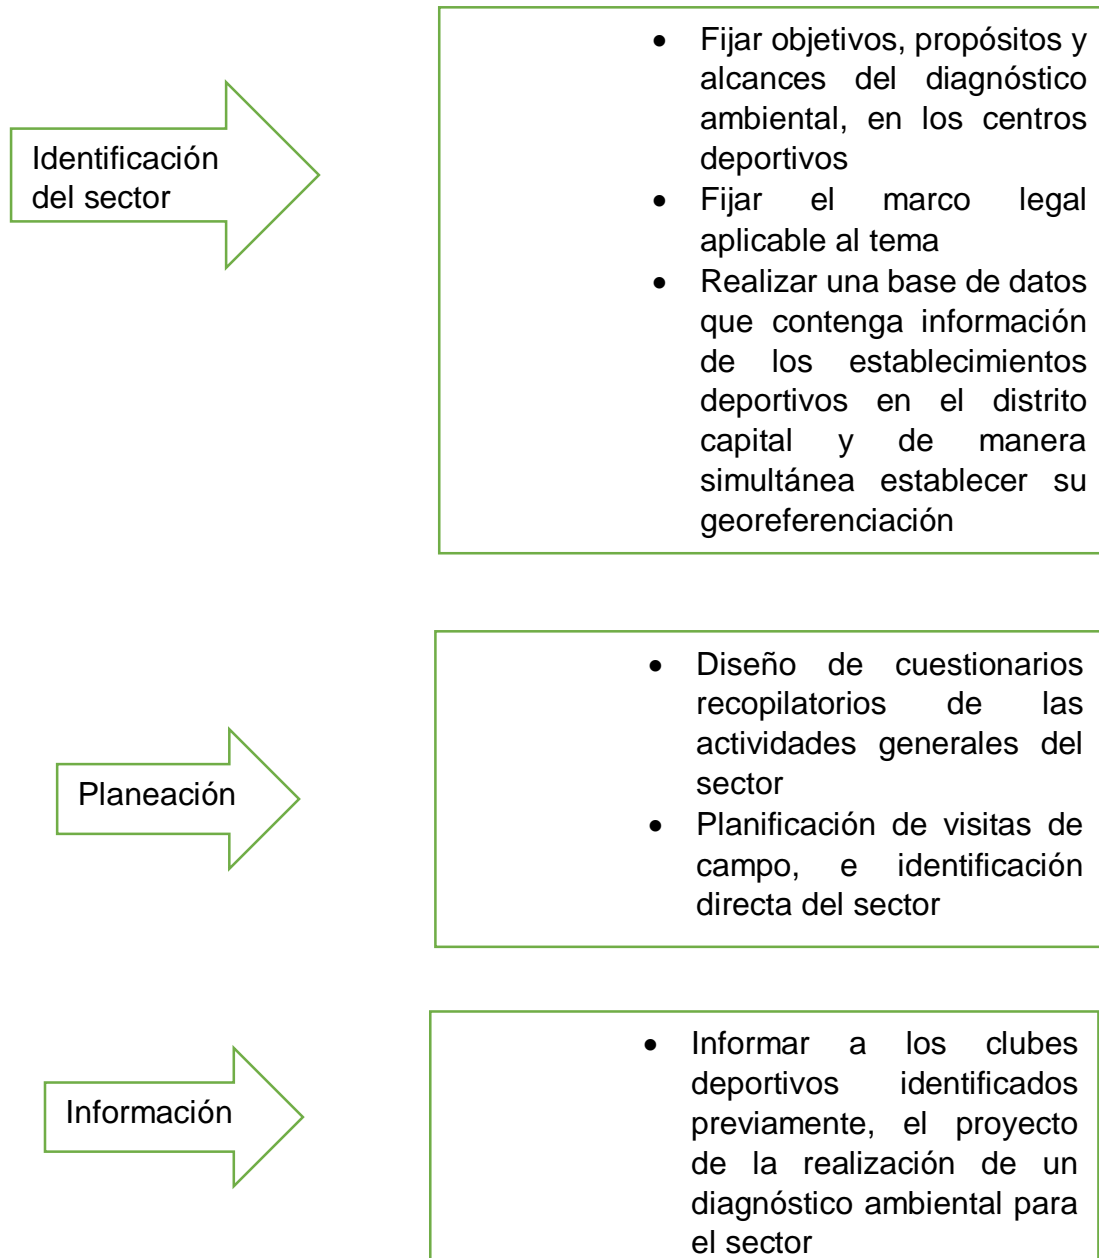 Identificación
del sector
• Fijar objetivos, propósitos y
alcances del diagnóstico
ambiental, en los centros
deportivos
• Fijar el marco legal
aplicable al tema
• Realizar una base de datos
que contenga información
de los establecimientos
deportivos en el distrito
capital y de manera
simultánea establecer su
georeferenciación
Planeación
• Diseño de cuestionarios
recopilatorios de las
actividades generales del
sector
• Planificación de visitas de
campo, e identificación
directa del sector
Información
• Informar a los clubes
deportivos identificados
previamente, el proyecto
de la realización de un
diagnóstico ambiental para
el sector